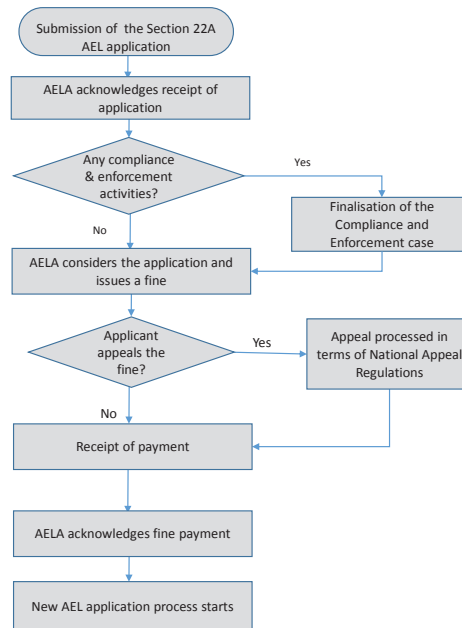 Submission of the Section 22A
AEL application
AELA acknowledges receipt of
application
Any compliance
& enforcement
activities?
Yes
No
Finalisation of the
Compliance and
Enforcement case
AELA considers the application and
issues a fine
Applicant
appeals the
fine?
Yes
No
Appeal processed in
terms of National Appeal
Regulations
Receipt of payment
AELA acknowledges fine payment
New AEL application process starts